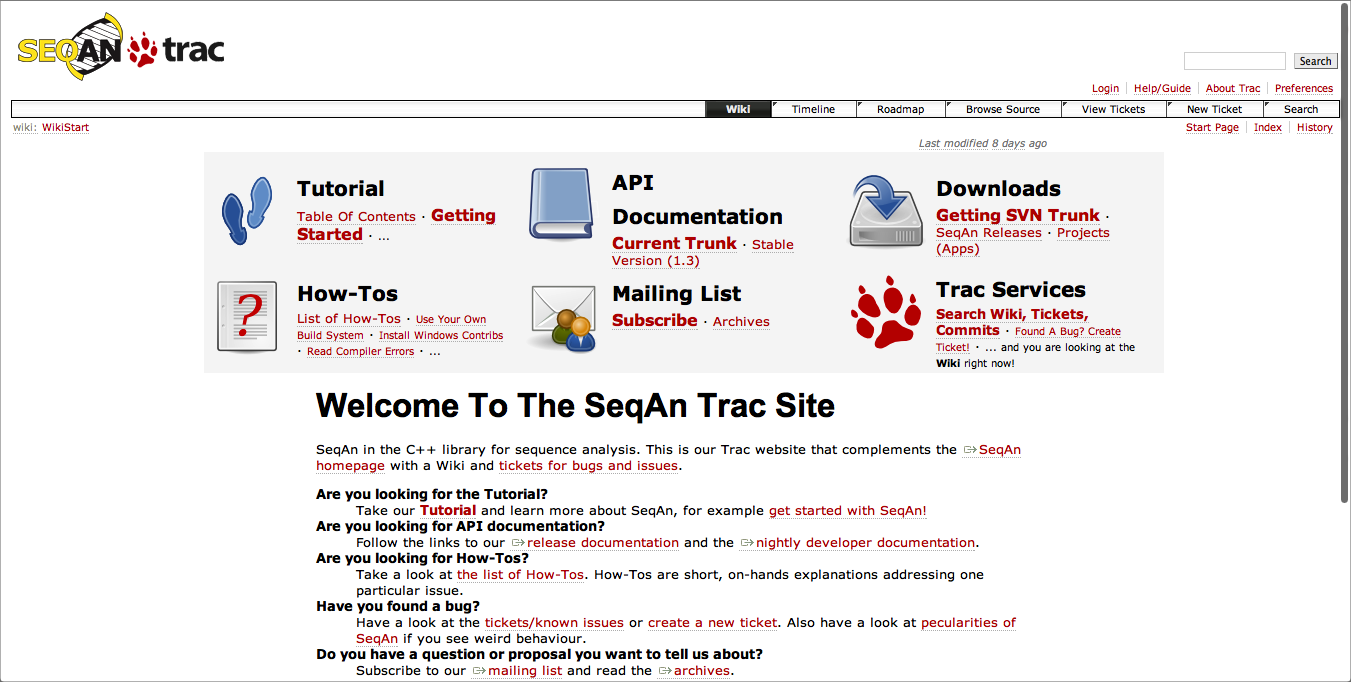 SEQAN trac
Search
Login Help/Guide About Trac Preferences
Wiki Timeline Roadmap Browse Source View Tickets New Ticket Search
wiki: WikiStart
Start Page Index History
Last modified 8 days ago
Tutorial
Table Of Contents · Getting
Started · ...
API
Documentation
Current Trunk · Stable
Version (1.3)
Downloads
Getting SVN Trunk ·
SeqAn Releases · Projects
(Apps)
?
How-Tos
List of How-Tos · Use Your Own
Build System · Install Windows Contribs
· Read Compiler Errors · ...
Mailing List
Subscribe · Archives
Trac Services
Search Wiki, Tickets,
Commits · Found A Bug? Create
Ticket! · ... and you are looking at the
Wiki right now!
Welcome To The SeqAn Trac Site
SeqAn in the C++ library for sequence analysis. This is our Trac website that complements the SeqAn
homepage with a Wiki and tickets for bugs and issues.
Are you looking for the Tutorial?
Take our Tutorial and learn more about SeqAn, for example get started with SeqAn!
Are you looking for API documentation?
Follow the links to our release documentation and the nightly developer documentation.
Are you looking for How-Tos?
Take a look at the list of How-Tos. How-Tos are short, on-hands explanations addressing one
particular issue.
Have you found a bug?
Have a look at the tickets/known issues or create a new ticket. Also have a look at pecularities of
SeqAn if you see weird behaviour.
Do you have a question or proposal you want to tell us about?
Subscribe to our mailing list and read the archives.